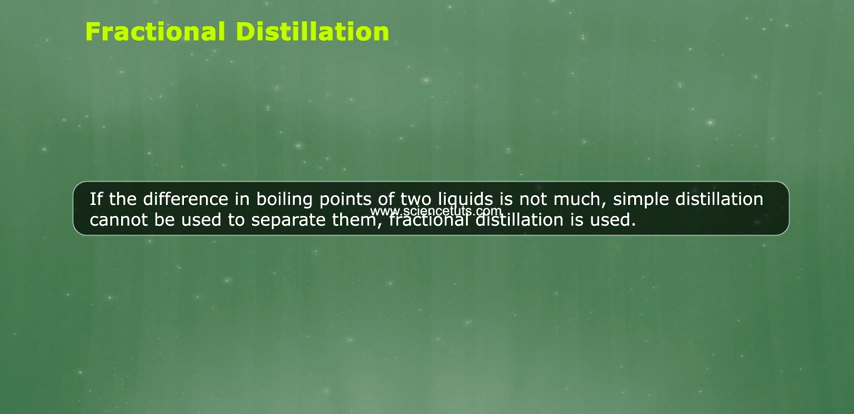 Fractional Distillation
If the difference in boiling points of two liquids is not much, simple distillation
www.sciencetuts.com
cannot be used to separate them, fractional distillation is used.